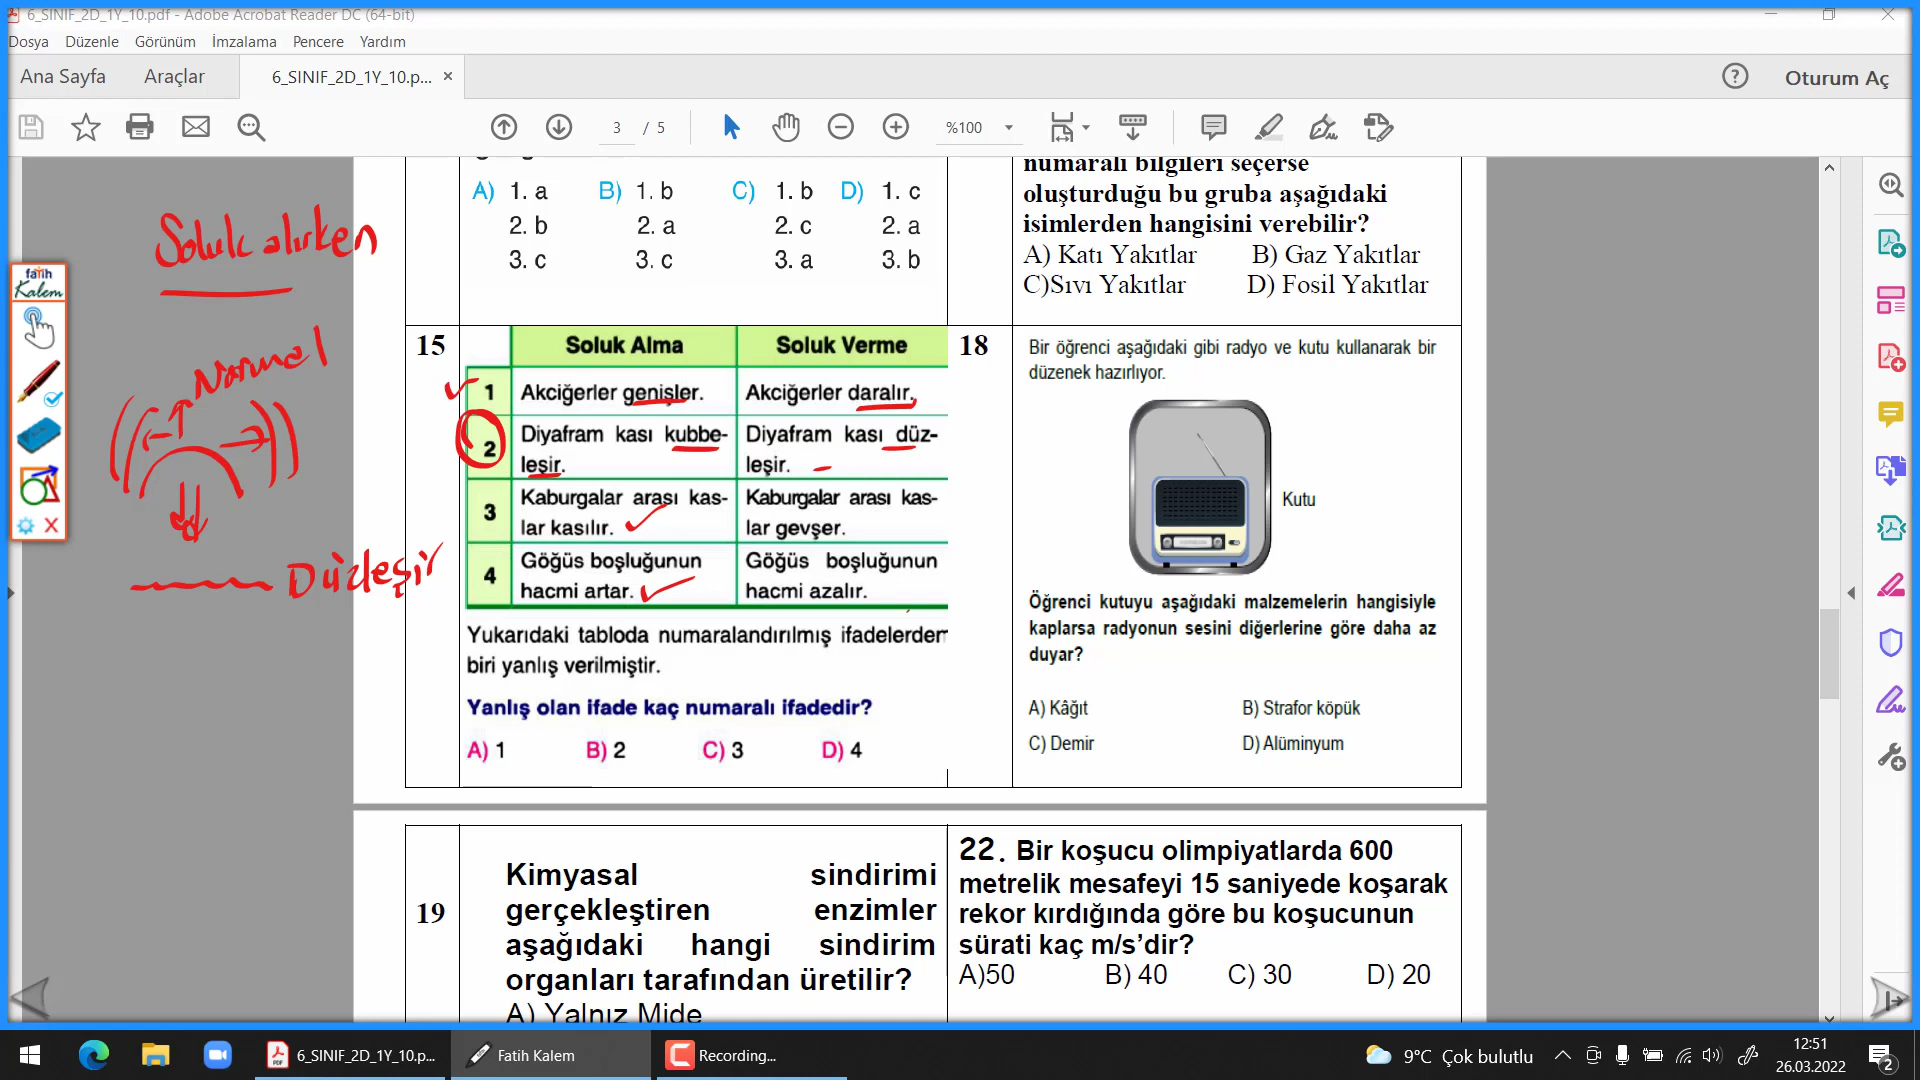 6_SINIF_2D_1Y_10.pdf - Adobe Acrobat Reader DC (64-bit)
Dosya Düzenle Görünüm İmzalama Pencere Yardım
Ana Sayfa Araçlar 6_SINIF_2D_1Y_10.p... × Oturum Aç
3 / 5 %100
Soluk alırken
Normal
Düzleşir
fatih
Kalem
A) 1. a B) 1. b C) 1. b D) 1. c
2. b 2. a 2. c 2. a
3. c 3. c 3. a 3. b
numaralı bilgileri seçerse
oluşturduğu bu gruba aşağıdaki
isimlerden hangisini verebilir?
A) Katı Yakıtlar B) Gaz Yakıtlar
C)Sıvı Yakıtlar D) Fosil Yakıtlar
15
Soluk Alma Soluk Verme
1 Akciğerler genişler. Akciğerler daralır.
2 Diyafram kası kubbe- Diyafram kası düz-
leşir. leşir.
3 Kaburgalar arası kas- Kaburgalar arası kas-
lar kasılır. lar gevşer.
4 Göğüs boşluğunun Göğüs boşluğunun
hacmi artar. hacmi azalır.
Yukarıdaki tabloda numaralandırılmış ifadelerden
biri yanlış verilmiştir.
Yanlış olan ifade kaç numaralı ifadedir?
A) 1 B) 2 C) 3 D) 4
18
Bir öğrenci aşağıdaki gibi radyo ve kutu kullanarak bir
düzenek hazırlıyor.
Kutu
Öğrenci kutuyu aşağıdaki malzemelerin hangisiyle
kaplarsa radyonun sesini diğerlerine göre daha az
duyar?
A) Kâğıt B) Strafor köpük
C) Demir D) Alüminyum
19
Kimyasal sindirimi
gerçekleştiren enzimler
aşağıdaki hangi sindirim
organları tarafından üretilir?
A) Yalnız Mide
22. Bir koşucu olimpiyatlarda 600
metrelik mesafeyi 15 saniyede koşarak
rekor kırdığında göre bu koşucunun
sürati kaç m/s’dir?
A)50 B) 40 C) 30 D) 20
6_SINIF_2D_1Y_10.p... Fatih Kalem Recording... 9°C Çok bulutlu 12:51
26.03.2022
2